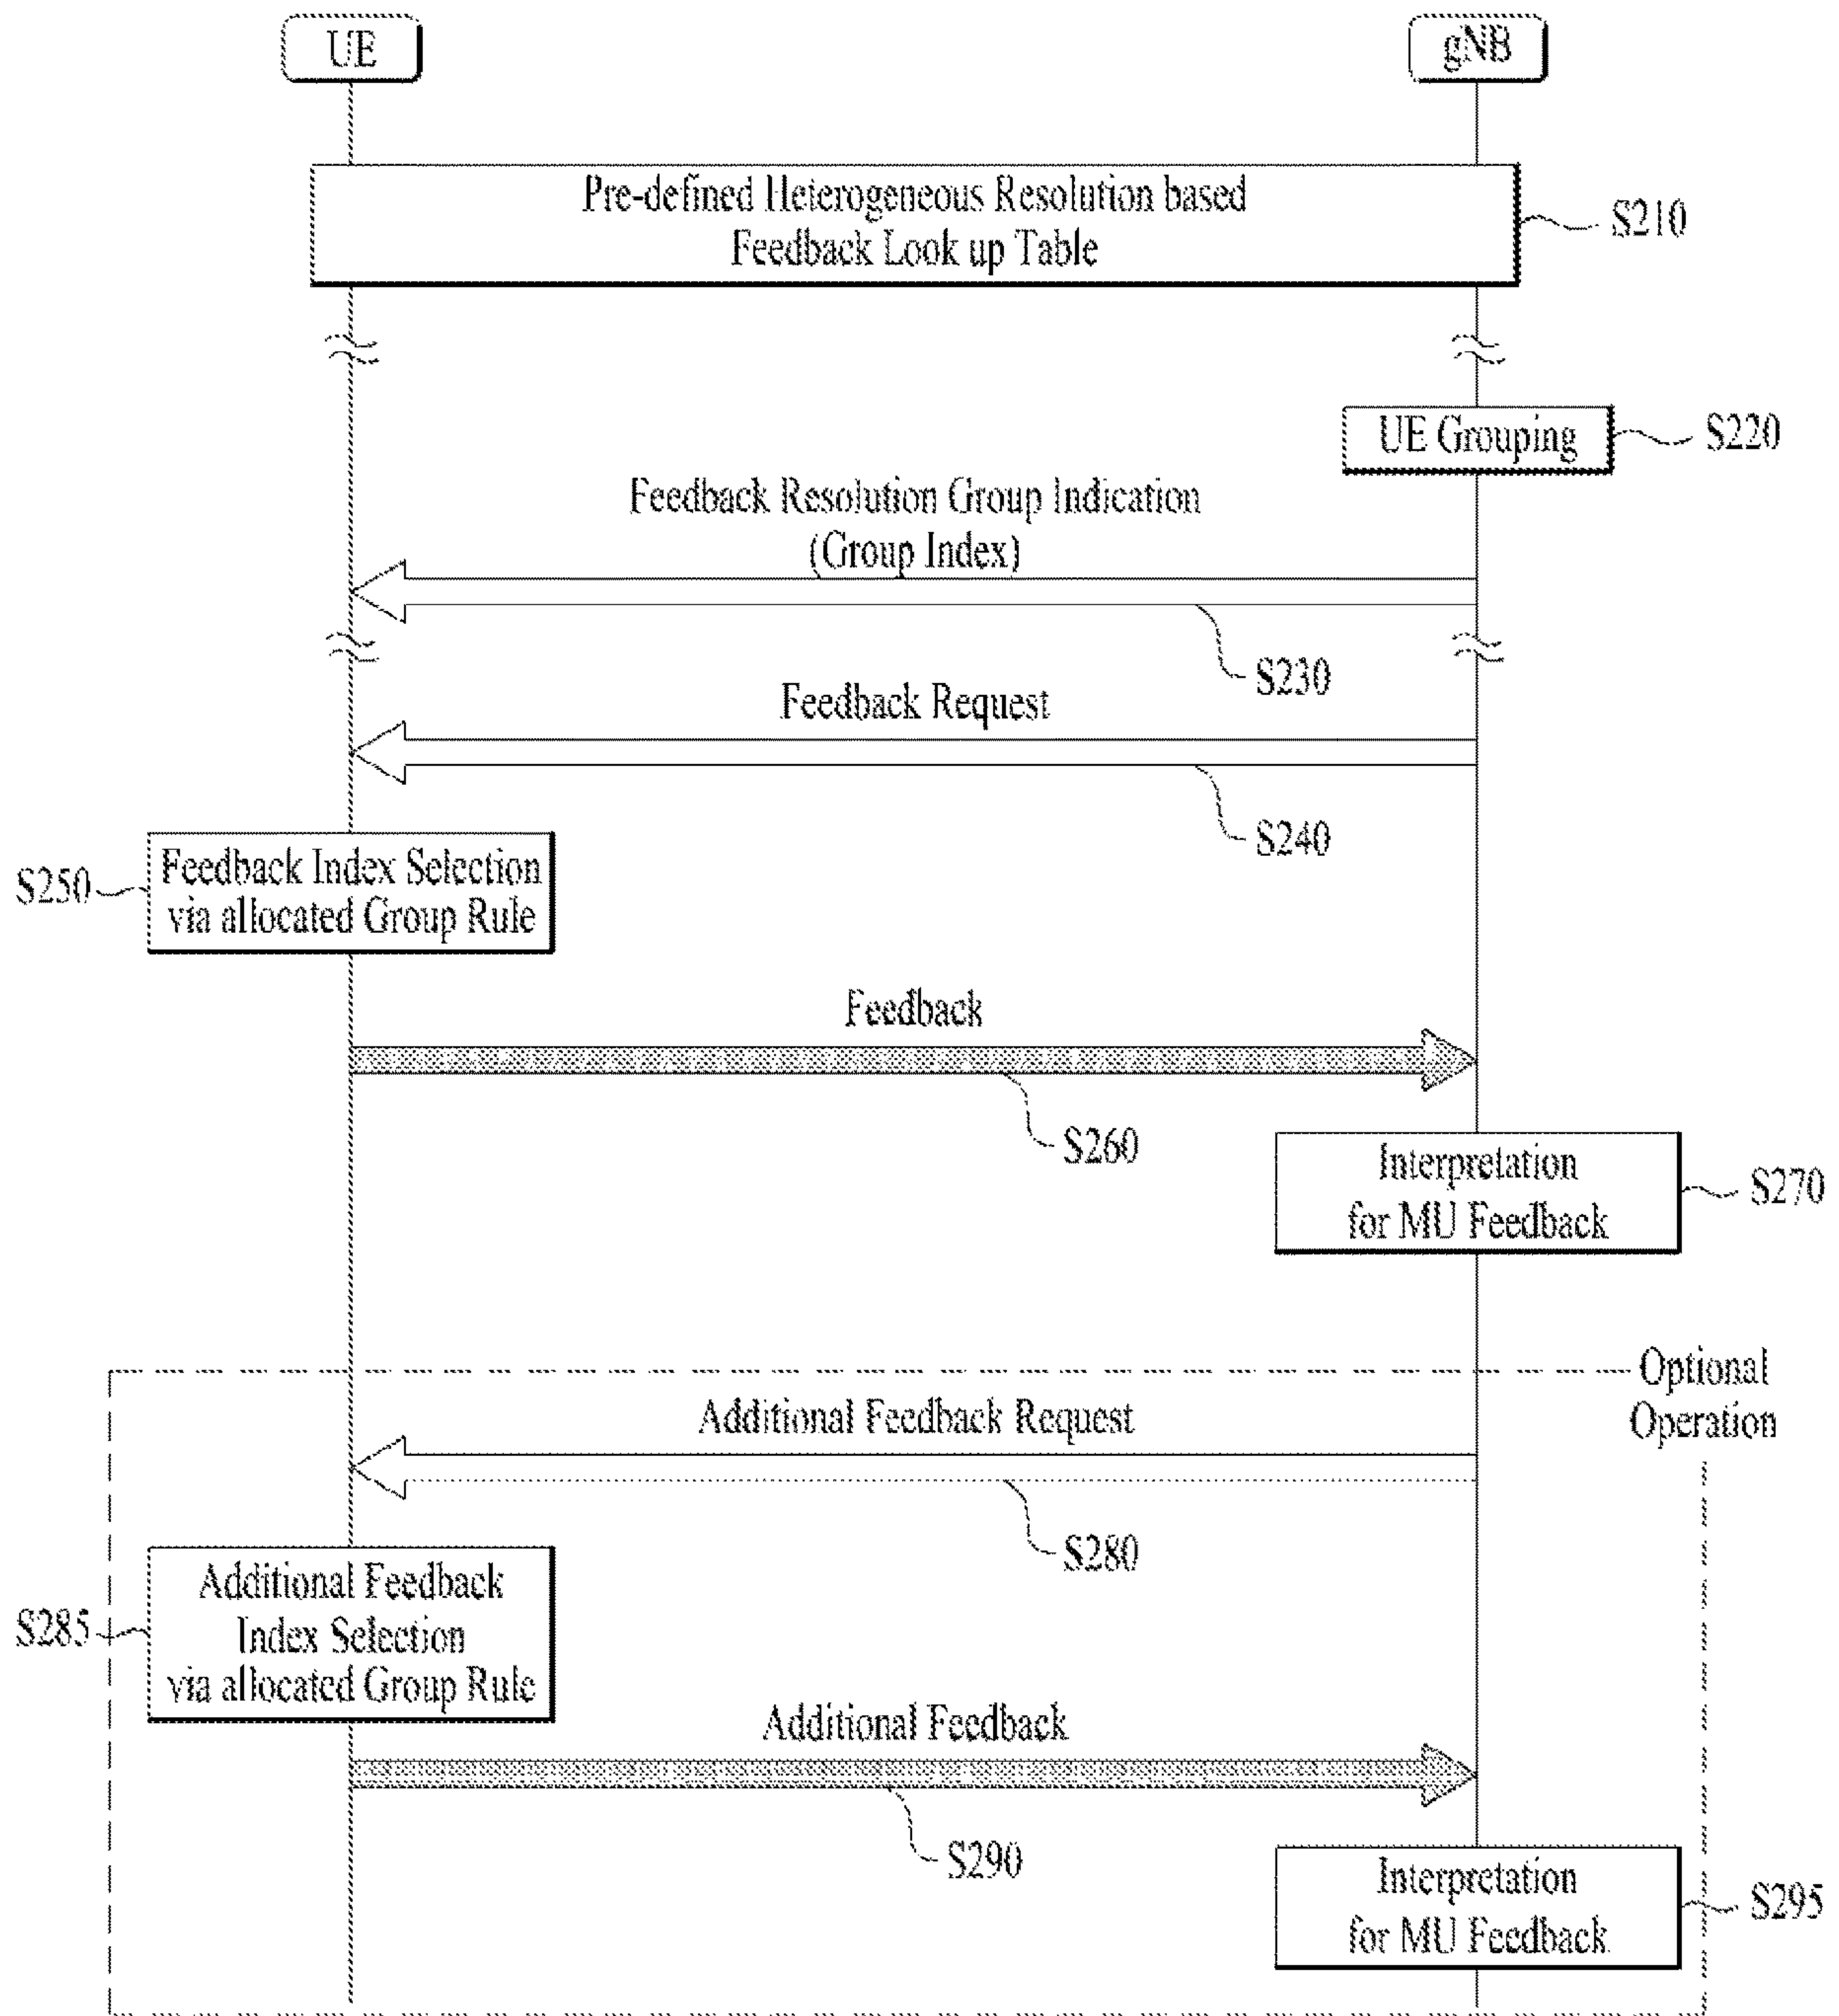 UE
gNB
Pre-defined Heterogeneous Resolution based
Feedback Look up Table
S210
UE Grouping
S220
Feedback Resolution Group Indication
(Group Index)
S230
Feedback Request
S240
S250
Feedback Index Selection
via allocated Group Rule
Feedback
S260
Interpretation
for MU Feedback
S270
Optional
Operation
Additional Feedback Request
S280
S285
Additional Feedback
Index Selection
via allocated Group Rule
Additional Feedback
S290
Interpretation
for MU Feedback
S295